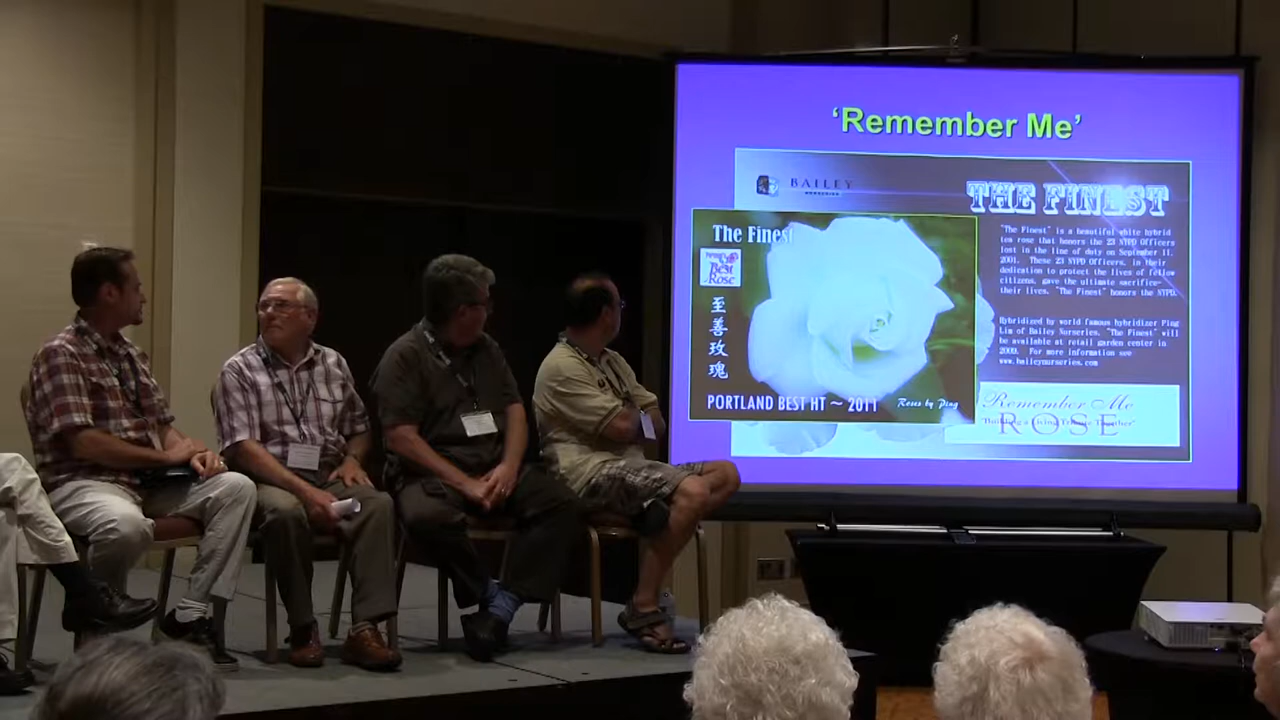 ‘Remember Me’
BAILEY
NURSERIES
THE FINEST
"The Finest" is a beautiful white hybrid
tea rose that honors the 23 NYPD Officers
lost in the line of duty on September 11,
2001. These 23 NYPD Officers, in their
dedication to protect the lives of fellow
citizens, gave the ultimate sacrifice-
their lives. "The Finest" honors the NYPD.
Hybridized by world famous hybridizer Ping
Lim of Bailey Nurseries, "The Finest" will
be available at retail garden center in
2009. For more information see
www.baileynurseries.com
The Finest
Best
Rose
至
善
玫
瑰
PORTLAND BEST HT ~ 2011
Roses by Ping
Remember Me
ROSE
"Building a Living Tribute Together"